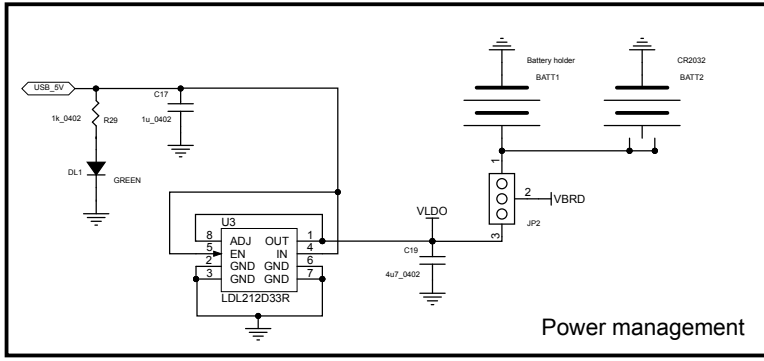 Battery holder
CR2032
BATT1
BATT2
USB_5V
C17
1k_0402
R29
1u_0402
DL1
GREEN
1
2
VBRD
JP2
3
VLDO
U3
8 ADJ OUT 1
5 EN IN 4
2 GND GND 6
3 GND GND 7
LDL212D33R
C19
4u7_0402
Power management